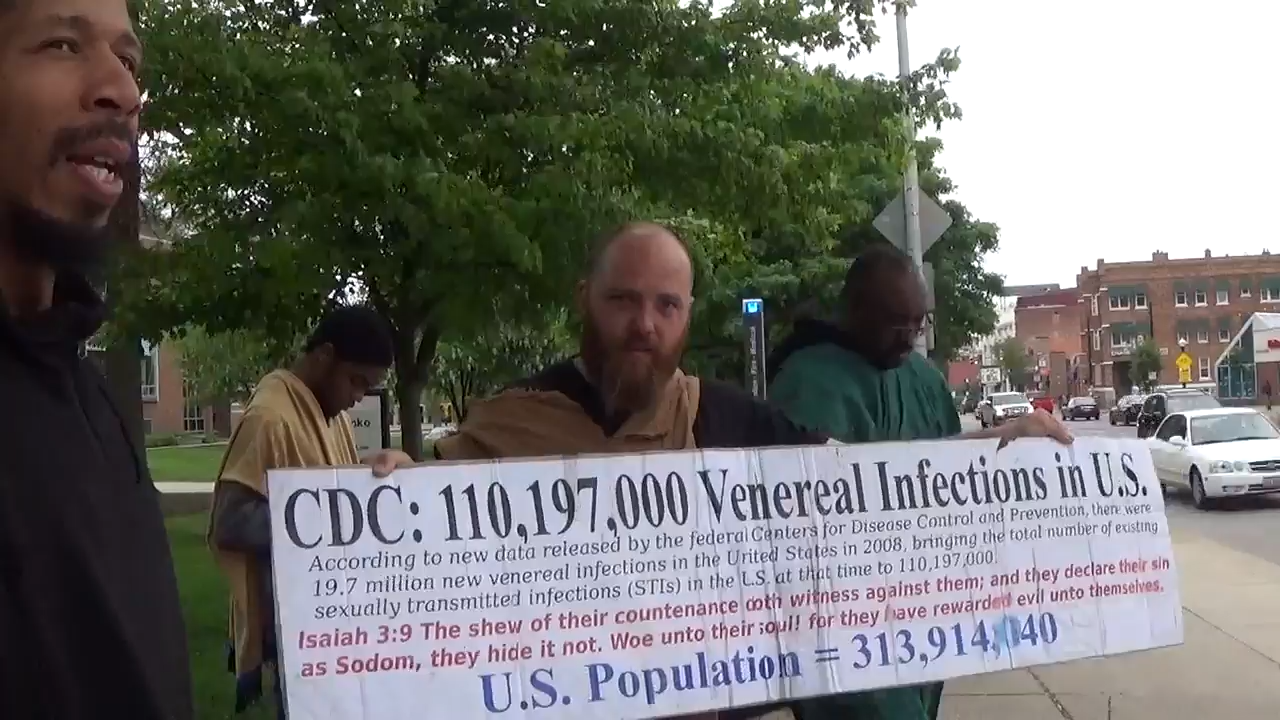 CDC: 110,197,000 Venereal Infections in U.S.
According to new data released by the federal Centers for Disease Control and Prevention, there were
19.7 million new venereal infections in the United States in 2008, bringing the total number of existing
sexually transmitted infections (STIs) in the U.S. at that time to 110,197,000.
Isaiah 3:9 The shew of their countenance doth witness against them; and they declare their sin
as Sodom, they hide it not. Woe unto their soul! for they have rewarded evil unto themselves.
U.S. Population = 313,914,040